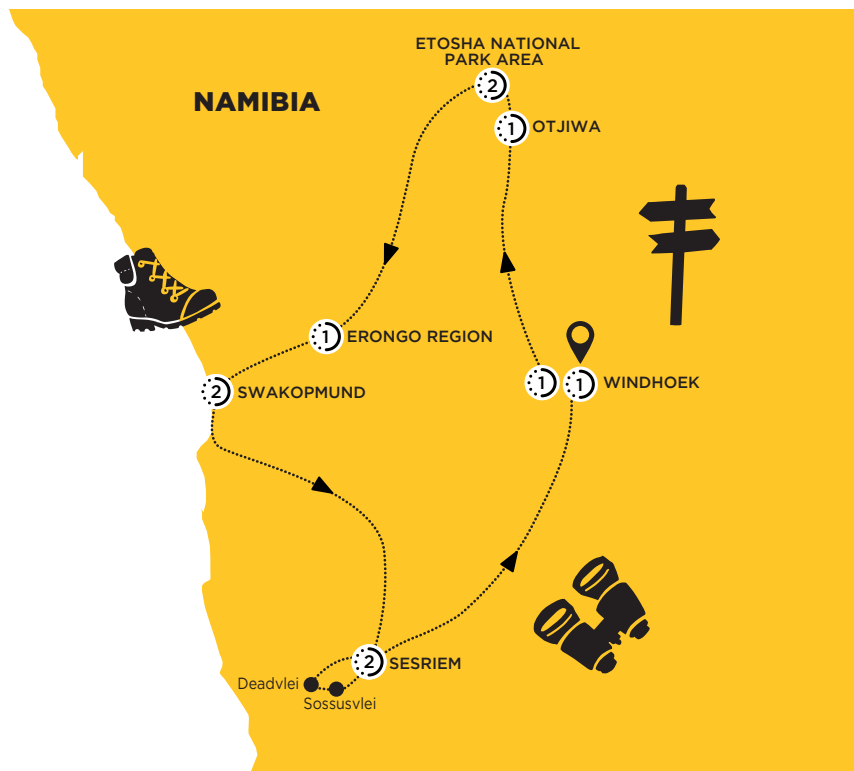 ETOSHA NATIONAL
PARK AREA
2
NAMIBIA
1 OTJIWA
1 ERONGO REGION
1
1 WINDHOEK
2 SWAKOPMUND
2 SESRIEM
Deadvlei
Sossusvlei